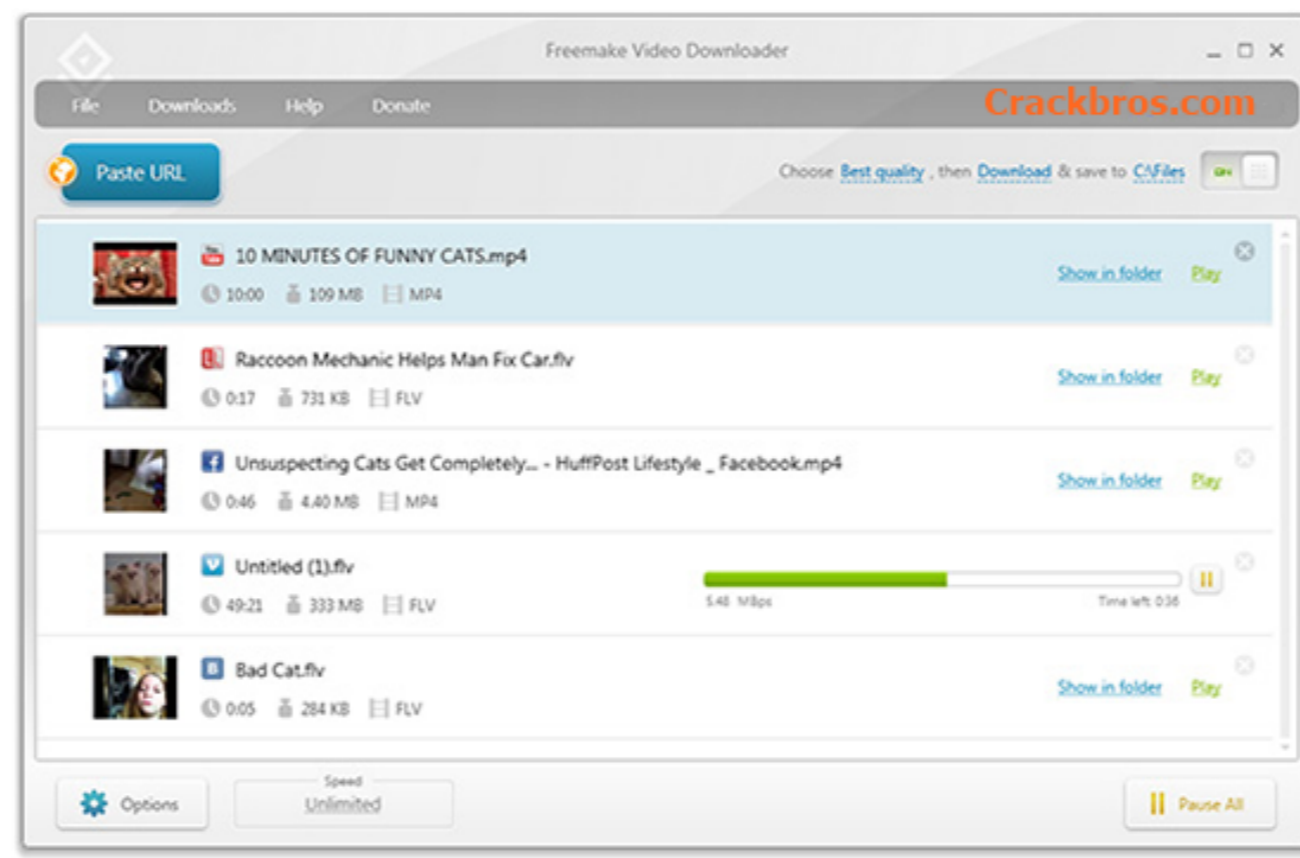 Freemake Video Downloader
File Downloads Help Donate Crackbros.com
Paste URL
Choose Best quality , then Download & save to C:\Files ON
10 MINUTES OF FUNNY CATS.mp4
10:00 109 MB MP4
Show in folder Play
Raccoon Mechanic Helps Man Fix Car.flv
0:17 731 KB FLV
Show in folder Play
Unsuspecting Cats Get Completely... - HuffPost Lifestyle _ Facebook.mp4
0:46 4.40 MB MP4
Show in folder Play
Untitled (1).flv
49:21 333 MB FLV
5.48 MBps Time left: 0:36
Bad Cat.flv
0:05 284 KB FLV
Show in folder Play
Options
Speed
Unlimited
Pause All